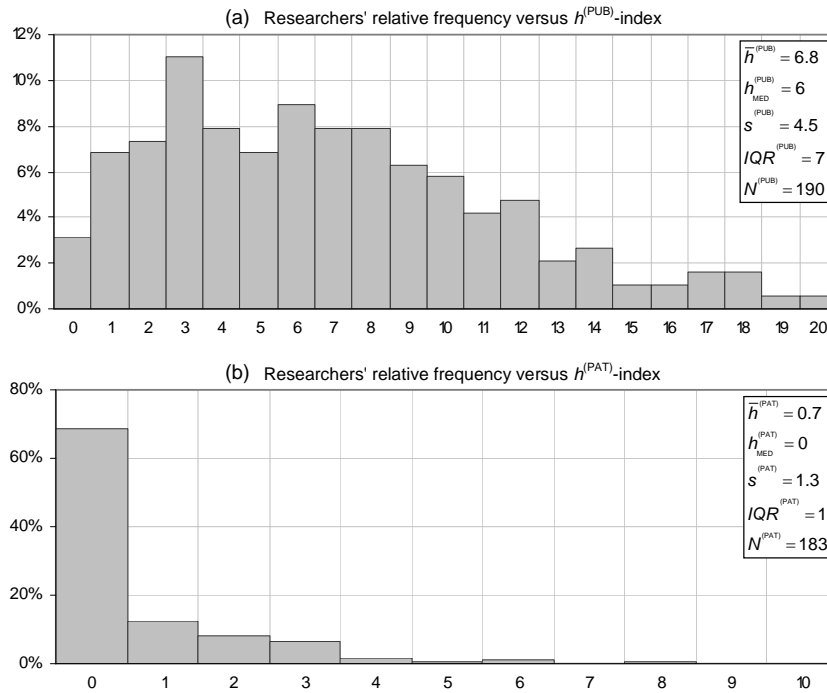 (a) Researchers' relative frequency versus h^(PUB)-index
12%
10%
8%
6%
4%
2%
0%
0 1 2 3 4 5 6 7 8 9 10 11 12 13 14 15 16 17 18 19 20
h̅^(PUB) = 6.8
h_MED^(PUB) = 6
s^(PUB) = 4.5
IQR^(PUB) = 7
N^(PUB) = 190
(b) Researchers' relative frequency versus h^(PAT)-index
80%
60%
40%
20%
0%
0 1 2 3 4 5 6 7 8 9 10
h̅^(PAT) = 0.7
h_MED^(PAT) = 0
s^(PAT) = 1.3
IQR^(PAT) = 1
N^(PAT) = 183